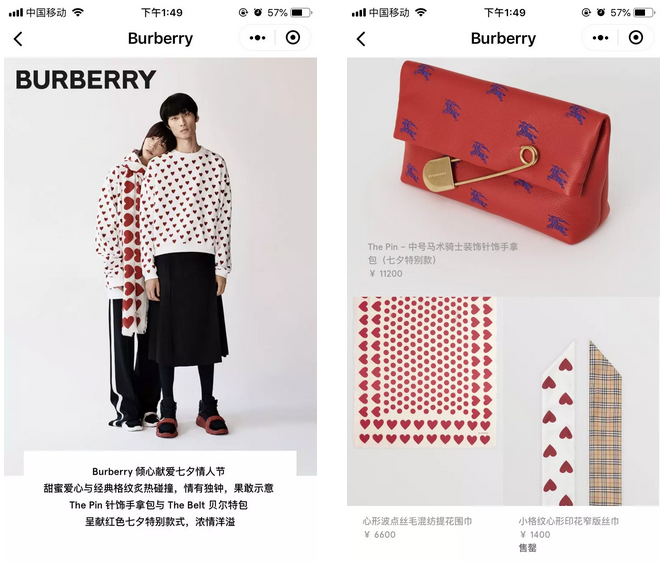 中国移动
下午1:49
57%
Burberry
BURBERRY
Burberry 倾心献爱七夕情人节
甜蜜爱心与经典格纹炙热碰撞，情有独钟，果敢示意
The Pin 针饰手拿包与 The Belt 贝尔特包
呈献红色七夕特别款式，浓情洋溢
中国移动
下午1:49
57%
Burberry
The Pin – 中号马术骑士装饰针饰手拿
包（七夕特别款）
¥ 11200
心形波点丝毛混纺提花围巾
¥ 6600
小格纹心形印花窄版丝巾
¥ 1400
售罄